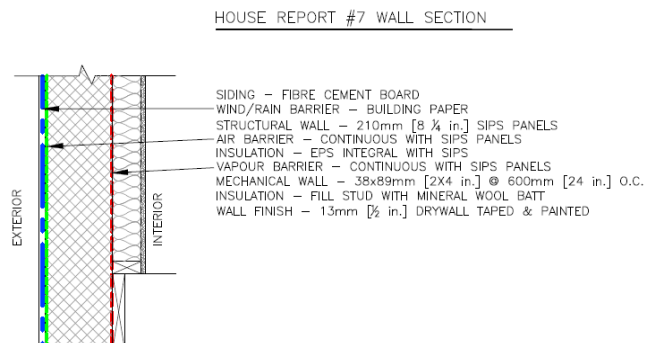 HOUSE REPORT #7 WALL SECTION
SIDING – FIBRE CEMENT BOARD
WIND/RAIN BARRIER – BUILDING PAPER
STRUCTURAL WALL – 210mm [8 ¼ in.] SIPS PANELS
AIR BARRIER – CONTINUOUS WITH SIPS PANELS
INSULATION – EPS INTEGRAL WITH SIPS
VAPOUR BARRIER – CONTINUOUS WITH SIPS PANELS
MECHANICAL WALL – 38x89mm [2X4 in.] @ 600mm [24 in.] O.C.
INSULATION – FILL STUD WITH MINERAL WOOL BATT
WALL FINISH – 13mm [½ in.] DRYWALL TAPED & PAINTED
EXTERIOR
INTERIOR